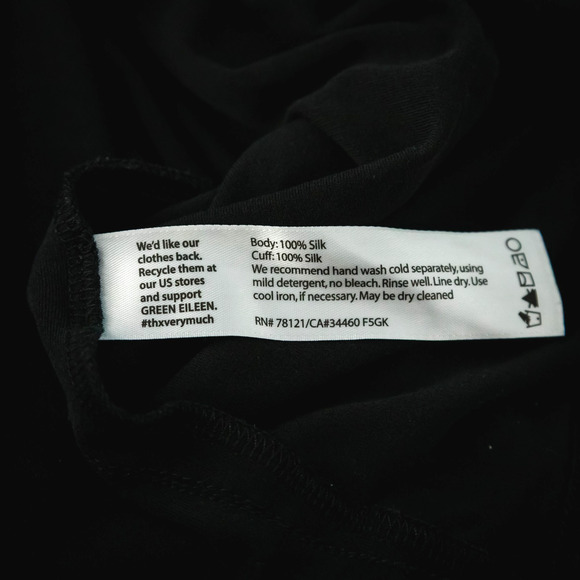 We'd like our
clothes back.
Recycle them at
our US stores
and support
GREEN EILEEN.
#thxverymuch
Body: 100% Silk
Cuff: 100% Silk
We recommend hand wash cold separately, using
mild detergent, no bleach. Rinse well. Line dry. Use
cool iron, if necessary. May be dry cleaned
RN# 78121/CA#34460 F5GK